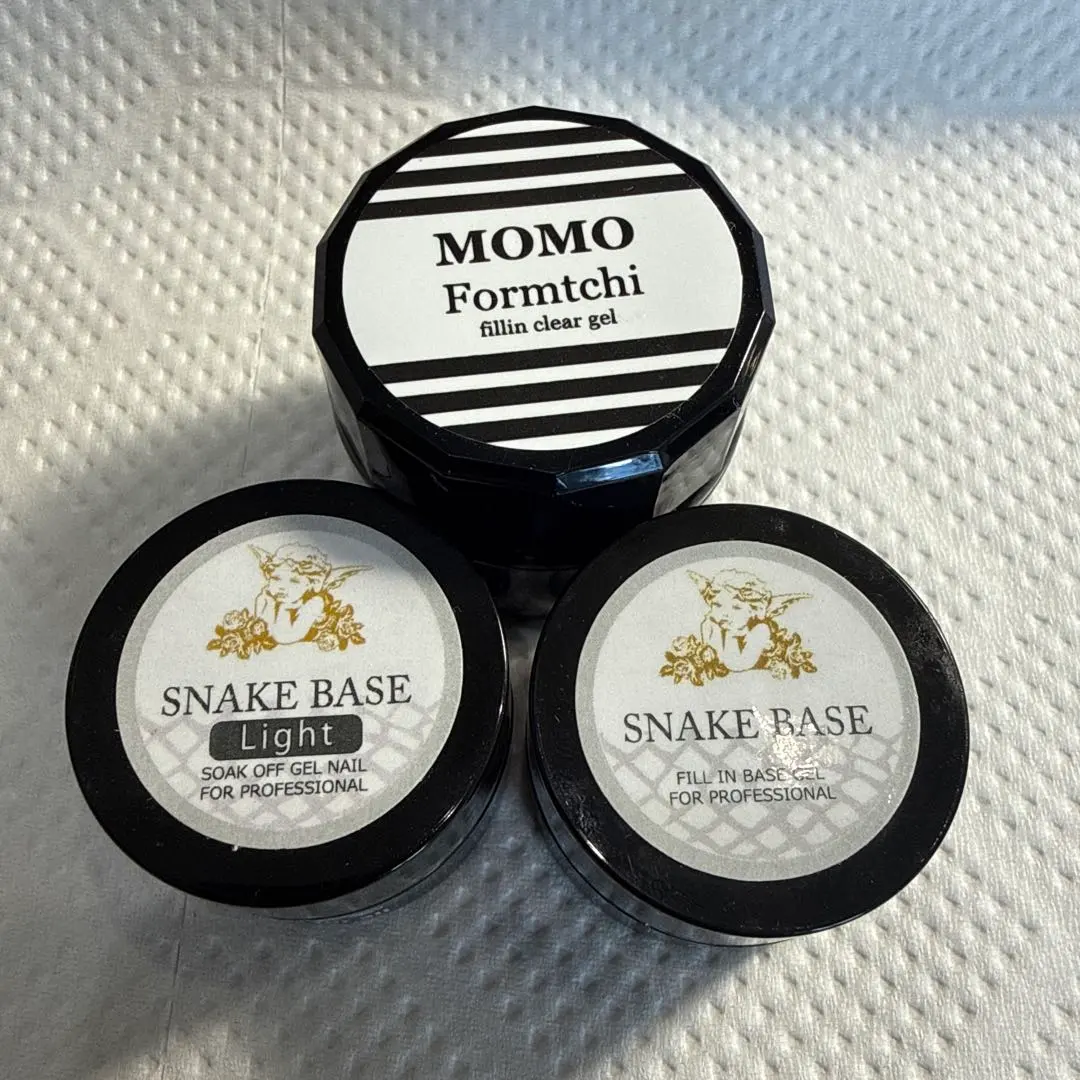 MOMO
Formtchi
fillin clear gel
SNAKE BASE
Light
SOAK OFF GEL NAIL
FOR PROFESSIONAL
SNAKE BASE
FILL IN BASE GEL
FOR PROFESSIONAL